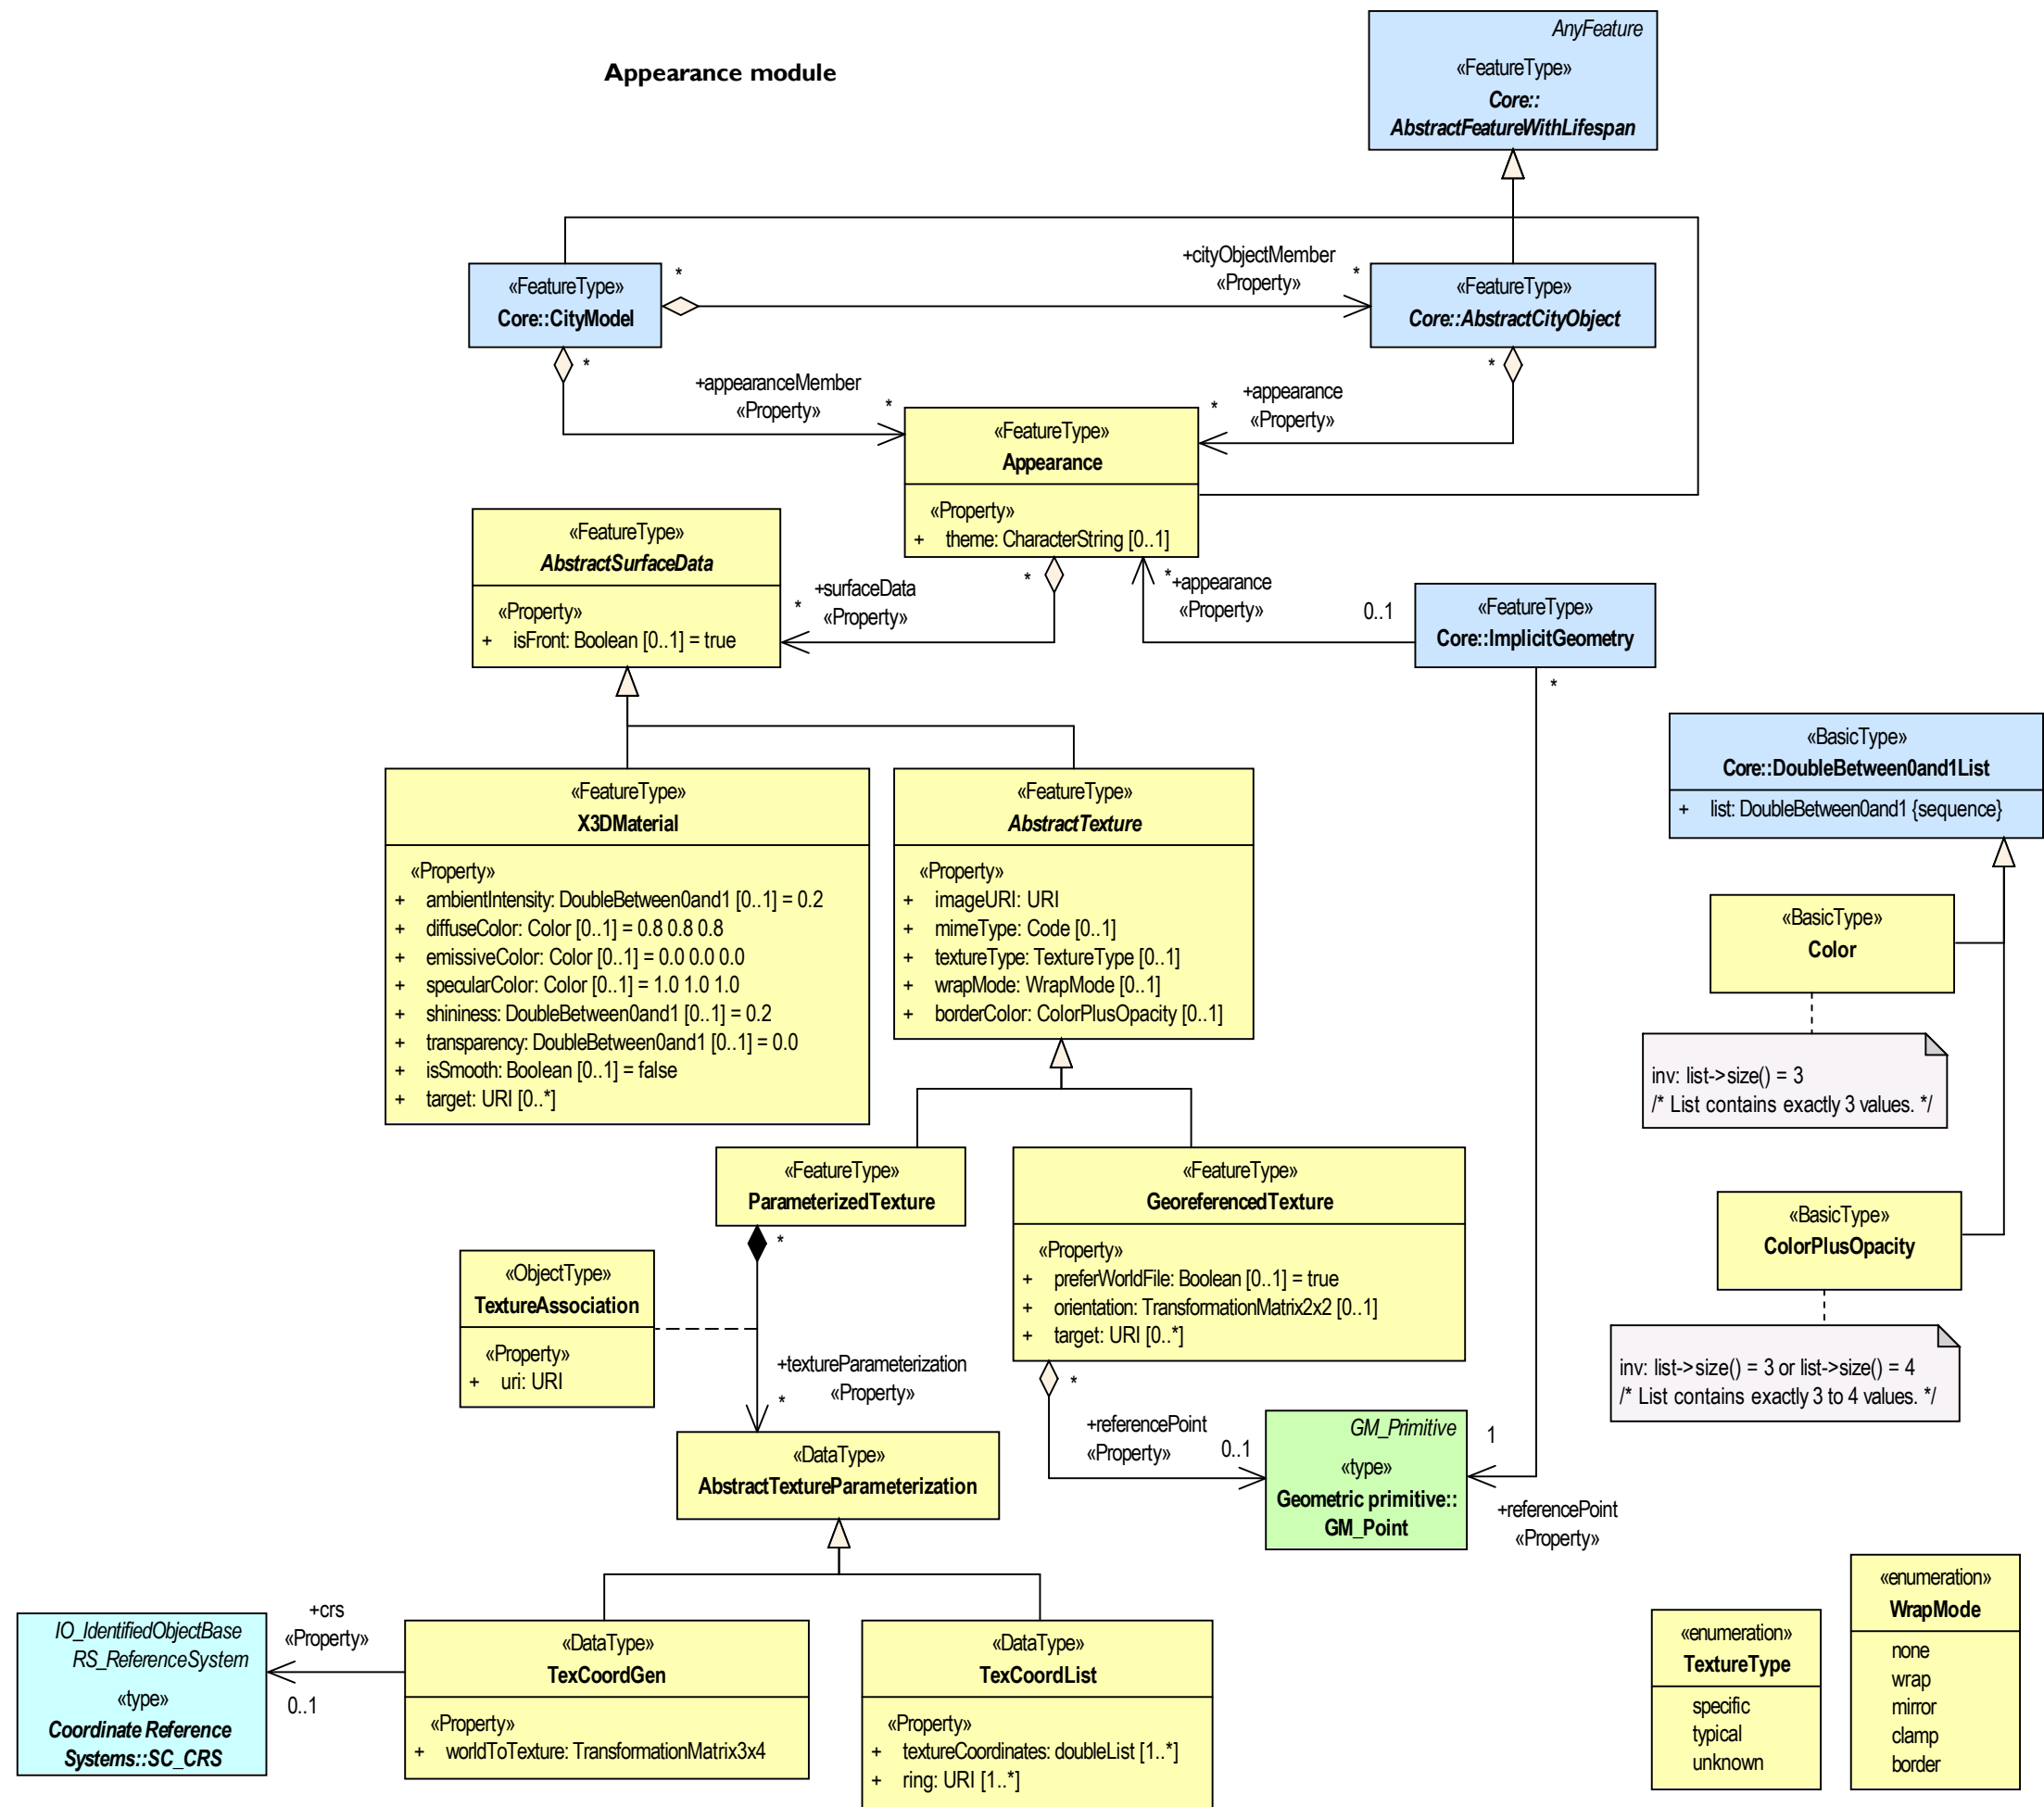 Appearance module
AnyFeature
«FeatureType»
Core::
AbstractFeatureWithLifespan
«FeatureType»
Core::CityModel
*
+cityObjectMember
«Property»
*
«FeatureType»
Core::AbstractCityObject
*
+appearanceMember
«Property»
*
*
+appearance
«Property»
*
«FeatureType»
Appearance
«Property»
+ theme: CharacterString [0..1]
«FeatureType»
AbstractSurfaceData
«Property»
+ isFront: Boolean [0..1] = true
*
+surfaceData
«Property»
*
*
+appearance
«Property»
0..1
«FeatureType»
Core::ImplicitGeometry
*
«FeatureType»
X3DMaterial
«Property»
+ ambientIntensity: DoubleBetween0and1 [0..1] = 0.2
+ diffuseColor: Color [0..1] = 0.8 0.8 0.8
+ emissiveColor: Color [0..1] = 0.0 0.0 0.0
+ specularColor: Color [0..1] = 1.0 1.0 1.0
+ shininess: DoubleBetween0and1 [0..1] = 0.2
+ transparency: DoubleBetween0and1 [0..1] = 0.0
+ isSmooth: Boolean [0..1] = false
+ target: URI [0..*]
«FeatureType»
AbstractTexture
«Property»
+ imageURI: URI
+ mimeType: Code [0..1]
+ textureType: TextureType [0..1]
+ wrapMode: WrapMode [0..1]
+ borderColor: ColorPlusOpacity [0..1]
«BasicType»
Core::DoubleBetween0and1List
+ list: DoubleBetween0and1 {sequence}
«BasicType»
Color
inv: list->size() = 3
/* List contains exactly 3 values. */
«BasicType»
ColorPlusOpacity
inv: list->size() = 3 or list->size() = 4
/* List contains exactly 3 to 4 values. */
«FeatureType»
ParameterizedTexture
*
«FeatureType»
GeoreferencedTexture
«Property»
+ preferWorldFile: Boolean [0..1] = true
+ orientation: TransformationMatrix2x2 [0..1]
+ target: URI [0..*]
*
«ObjectType»
TextureAssociation
«Property»
+ uri: URI
+textureParameterization
«Property»
*
+referencePoint
«Property»
0..1
GM_Primitive
«type»
Geometric primitive::
GM_Point
1
+referencePoint
«Property»
«DataType»
AbstractTextureParameterization
IO_IdentifiedObjectBase
RS_ReferenceSystem
«type»
Coordinate Reference
Systems::SC_CRS
+crs
«Property»
0..1
«DataType»
TexCoordGen
«Property»
+ worldToTexture: TransformationMatrix3x4
«DataType»
TexCoordList
«Property»
+ textureCoordinates: doubleList [1..*]
+ ring: URI [1..*]
«enumeration»
TextureType
specific
typical
unknown
«enumeration»
WrapMode
none
wrap
mirror
clamp
border